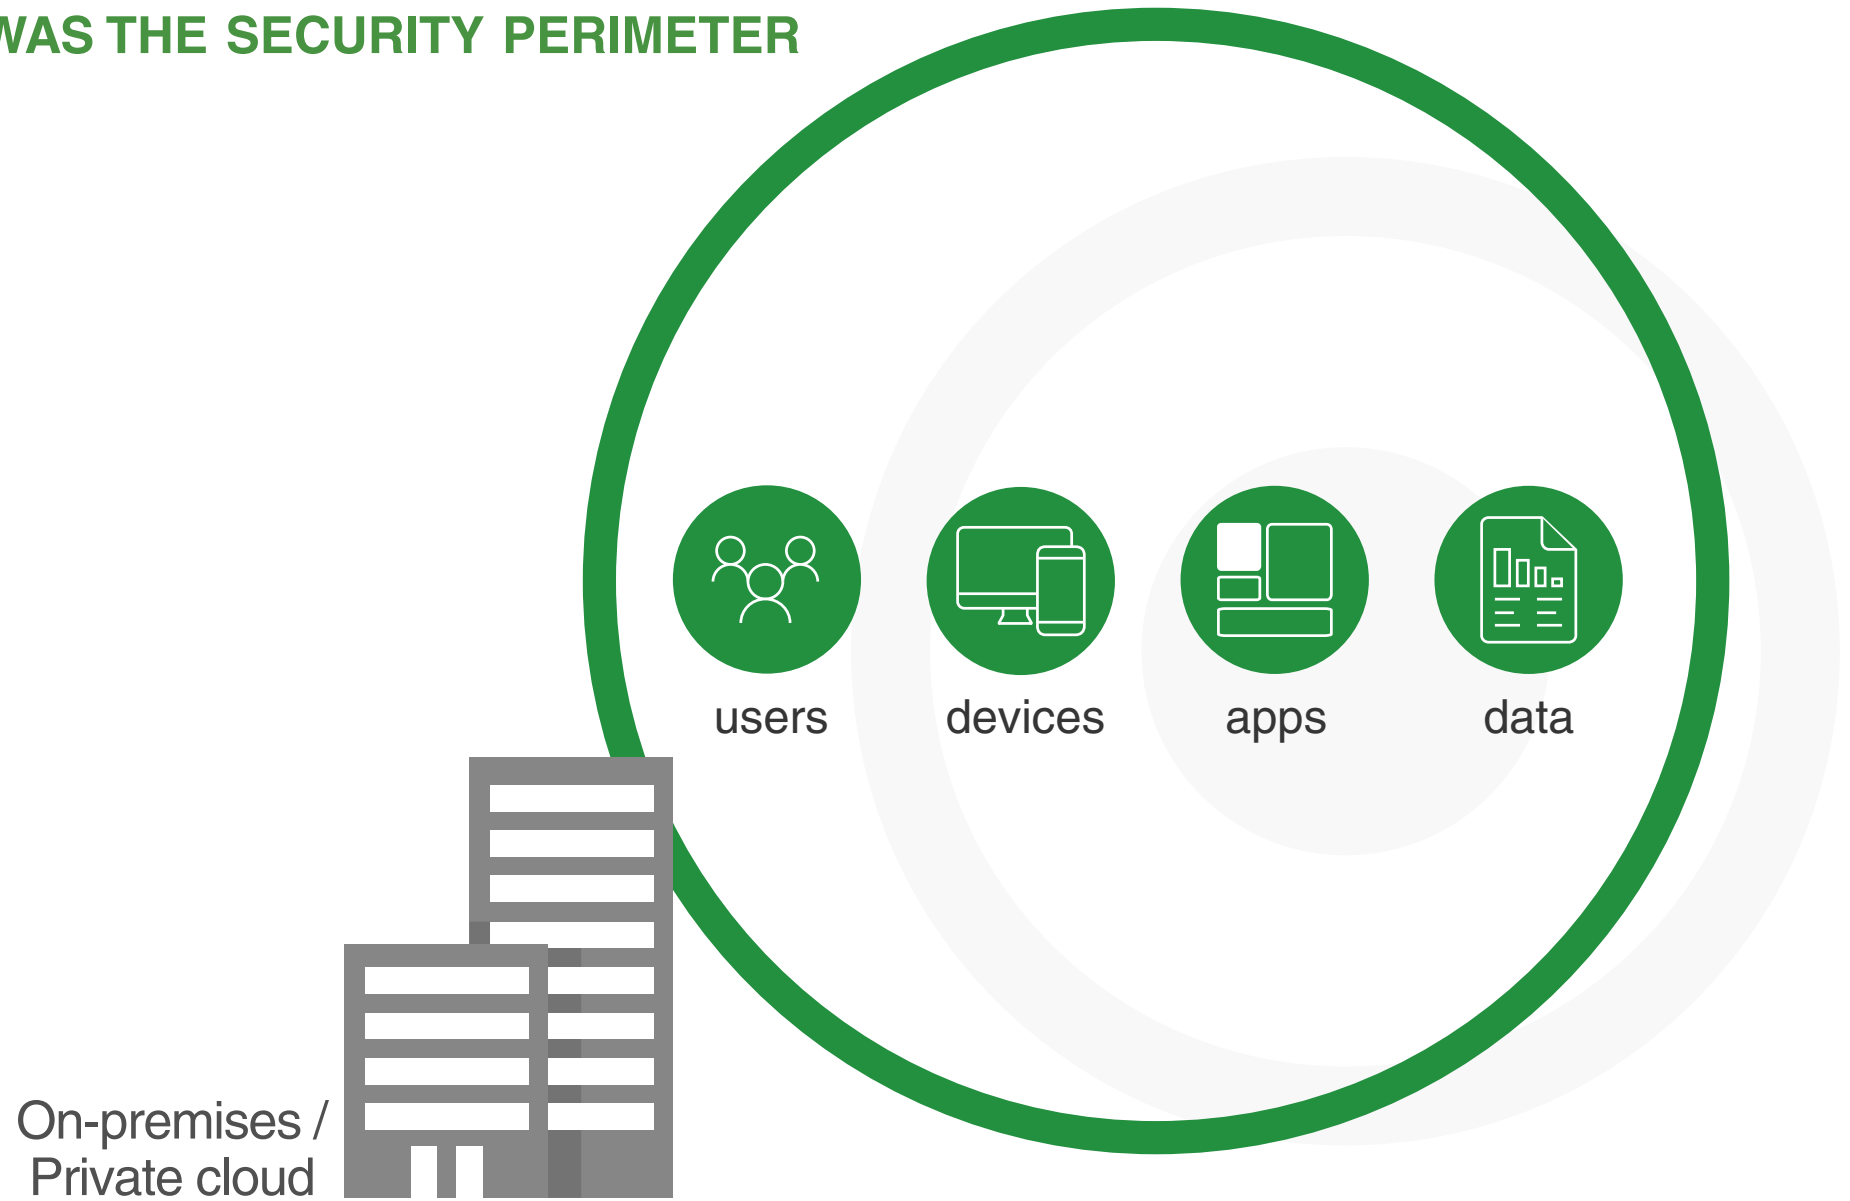 WAS THE SECURITY PERIMETER
users devices apps data
On-premises /
Private cloud